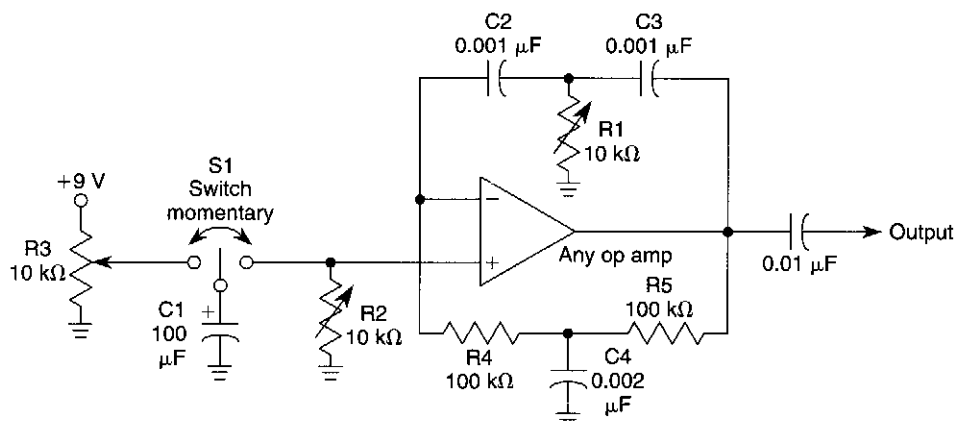 C2
0.001 µF
C3
0.001 µF
R1
10 kΩ
S1
Switch
momentary
+9 V
R3
10 kΩ
C1
100
µF
+
R2
10 kΩ
−
+
Any op amp
Output
0.01 µF
R5
100 kΩ
R4
100 kΩ
C4
0.002
µF